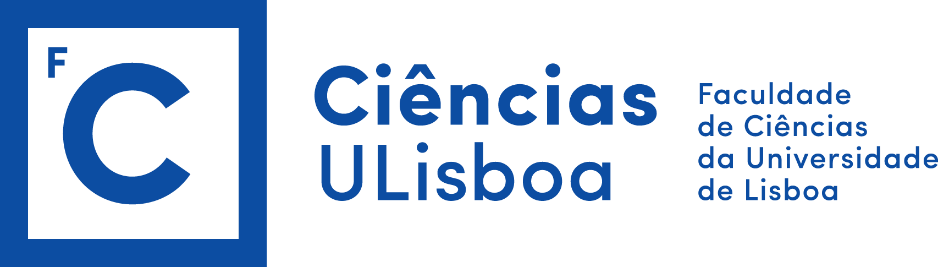 F
C
Ciências
ULisboa
Faculdade
de Ciências
da Universidade
de Lisboa